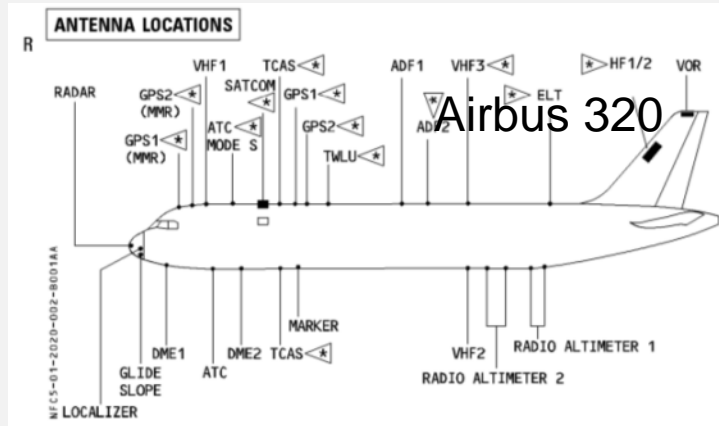 ANTENNA LOCATIONS
R
RADAR
GPS1
(MMR)
GPS2
(MMR)
VHF1
ATC
MODE S
SATCOM
TCAS
GPS1
GPS2
TWLU
ADF1
ADF2
VHF3
ELT
HF1/2
VOR
Airbus 320
LOCALIZER
GLIDE
SLOPE
DME1
ATC
DME2
TCAS
MARKER
VHF2
RADIO ALTIMETER 2
RADIO ALTIMETER 1
NFC5-01-2020-002-B001AA